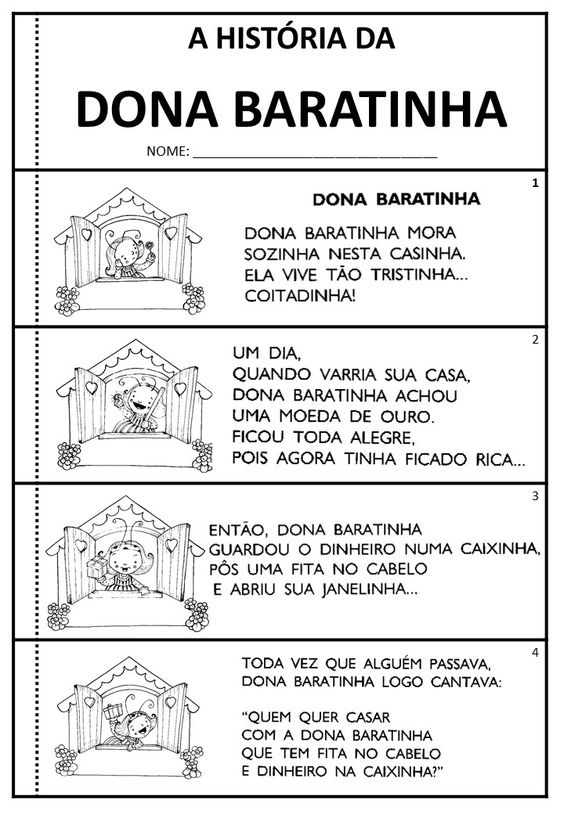 A HISTÓRIA DA
DONA BARATINHA
NOME: ___________________________________
1
DONA BARATINHA
DONA BARATINHA MORA
SOZINHA NESTA CASINHA.
ELA VIVE TÃO TRISTINHA...
COITADINHA!
2
UM DIA,
QUANDO VARRIA SUA CASA,
DONA BARATINHA ACHOU
UMA MOEDA DE OURO.
FICOU TODA ALEGRE,
POIS AGORA TINHA FICADO RICA...
3
ENTÃO, DONA BARATINHA
GUARDOU O DINHEIRO NUMA CAIXINHA,
PÔS UMA FITA NO CABELO
E ABRIU SUA JANELINHA...
4
TODA VEZ QUE ALGUÉM PASSAVA,
DONA BARATINHA LOGO CANTAVA:
“QUEM QUER CASAR
COM A DONA BARATINHA
QUE TEM FITA NO CABELO
E DINHEIRO NA CAIXINHA?”